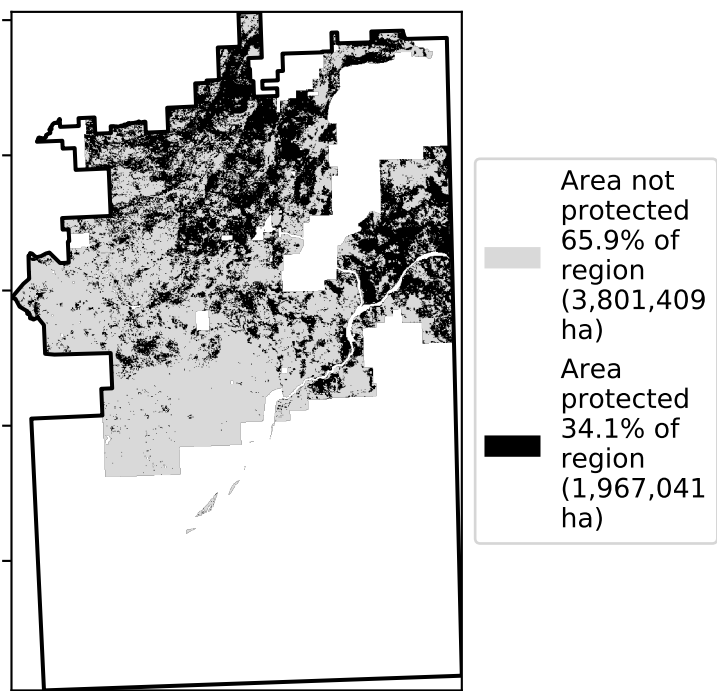 Area not
protected
65.9% of
region
(3,801,409
ha)
Area
protected
34.1% of
region
(1,967,041
ha)